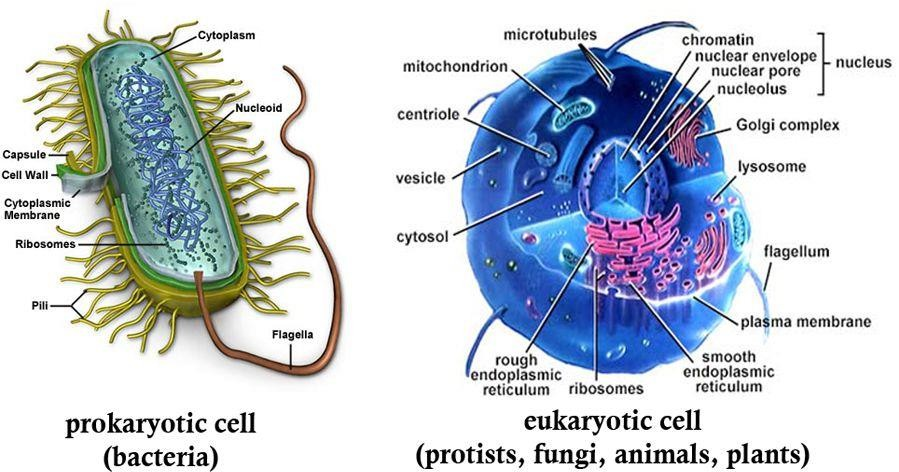 Cytoplasm
Nucleoid
Capsule
Cell Wall
Cytoplasmic
Membrane
Ribosomes
Pili
Flagella
prokaryotic cell
(bacteria)
microtubules
mitochondrion
centriole
vesicle
cytosol
chromatin
nuclear envelope
nuclear pore
nucleolus
nucleus
Golgi complex
lysosome
flagellum
plasma membrane
rough
endoplasmic
reticulum
ribosomes
smooth
endoplasmic
reticulum
eukaryotic cell
(protists, fungi, animals, plants)